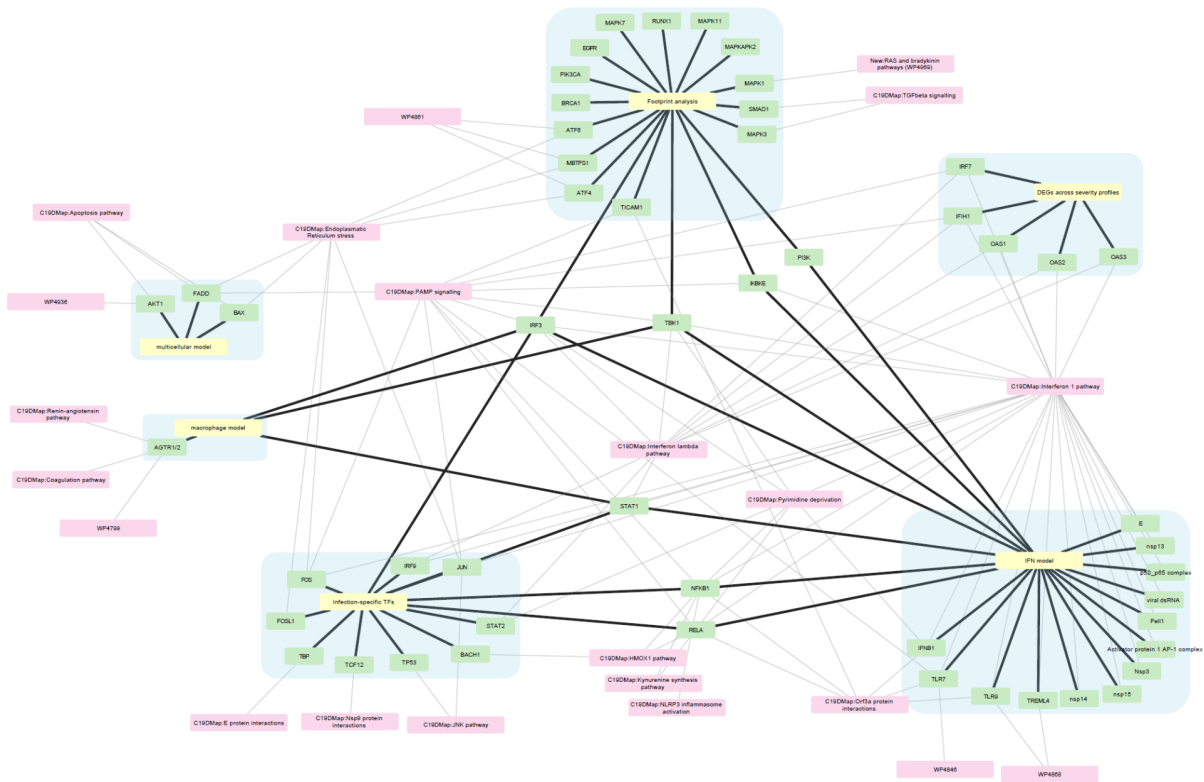 MAPK7
RUNX1
MAPK11
EGFR
MAPKAPK2
PIK3CA
New:RAS and bradykinin
pathways (WP4969)
MAPK1
BRCA1
Footprint analysis
C19DMap:TGFbeta signalling
SMAD1
WP4861
ATF6
MAPK3
MBTPS1
IRF7
ATF4
DEGs across severity profiles
TICAM1
C19DMap:Apoptosis pathway
IFIH1
C19DMap:Endoplasmatic
Reticulum stress
OAS1
PI3K
OAS2
OAS3
IKBKE
FADD
C19DMap:PAMP signalling
WP4936
AKT1
BAX
IRF3
TBK1
multicellular model
C19DMap:Interferon 1 pathway
C19DMap:Renin-angiotensin
pathway
macrophage model
AGTR1/2
C19DMap:Interferon lambda
pathway
C19DMap:Coagulation pathway
C19DMap:Pyrimidine deprivation
STAT1
WP4799
E
nsp13
IFN model
IRF9
JUN
p50_p65 complex
FOS
NFKB1
viral dsRNA
Infection-specific TFs
FOSL1
Peli1
STAT2
RELA
IFNB1
Activator protein 1 AP-1 complex
TBP
TCF12
TP53
BACH1
C19DMap:HMOX1 pathway
Nsp3
TLR7
C19DMap:Kynurenine synthesis
pathway
nsp15
TLR9
TREML4
nsp14
C19DMap:NLRP3 inflammasome
activation
C19DMap:Orf3a protein
interactions
C19DMap:E protein interactions
C19DMap:Nsp9 protein
interactions
C19DMap:JNK pathway
WP4846
WP4868